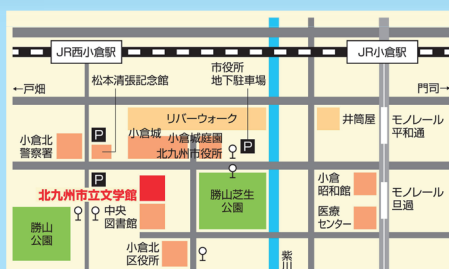 JR西小倉駅
JR小倉駅
←戸畑
松本清張記念館
市役所
地下駐車場
門司→
リバーウォーク
井筒屋
モノレール
平和通
小倉北
警察署
P
小倉城
小倉城庭園
P
北九州市役所
P
北九州市立文学館
勝山芝生
公園
小倉
昭和館
モノレール
旦過
勝山
公園
中央
図書館
医療
センター
小倉北
区役所
紫
川